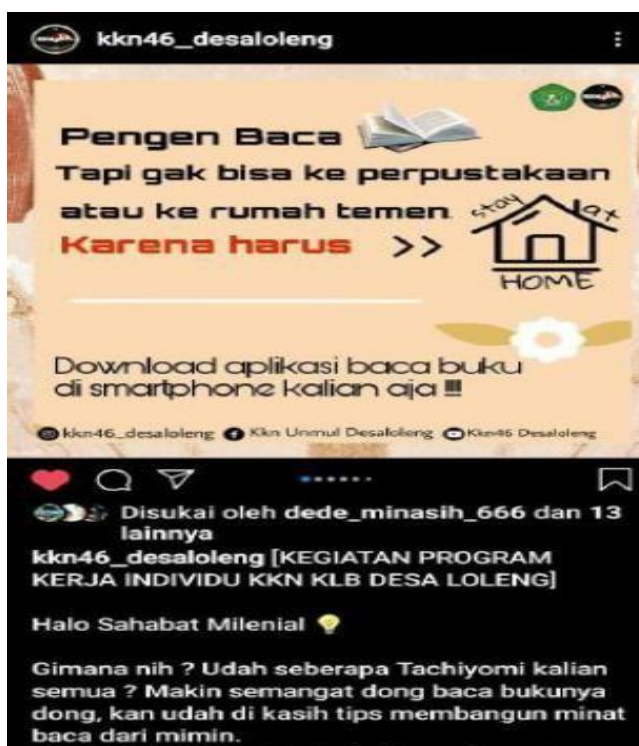 kkn46_desaloleng
Pengen Baca
Tapi gak bisa ke perpustakaan
atau ke rumah temen
stay at
Karena harus >>
HOME
Download aplikasi baca buku
di smartphone kalian aja !!!
kkn46_desaloleng Kkn Unmul Desaloleng Kkn46 Desaloleng
Disukai oleh dede_minasih_666 dan 13
lainnya
kkn46_desaloleng [KEGIATAN PROGRAM
KERJA INDIVIDU KKN KLB DESA LOLENG]
Halo Sahabat Milenial 💡
Gimana nih ? Udah seberapa Tachiyomi kalian
semua ? Makin semangat dong baca bukunya
dong, kan udah di kasih tips membangun minat
baca dari mimin.